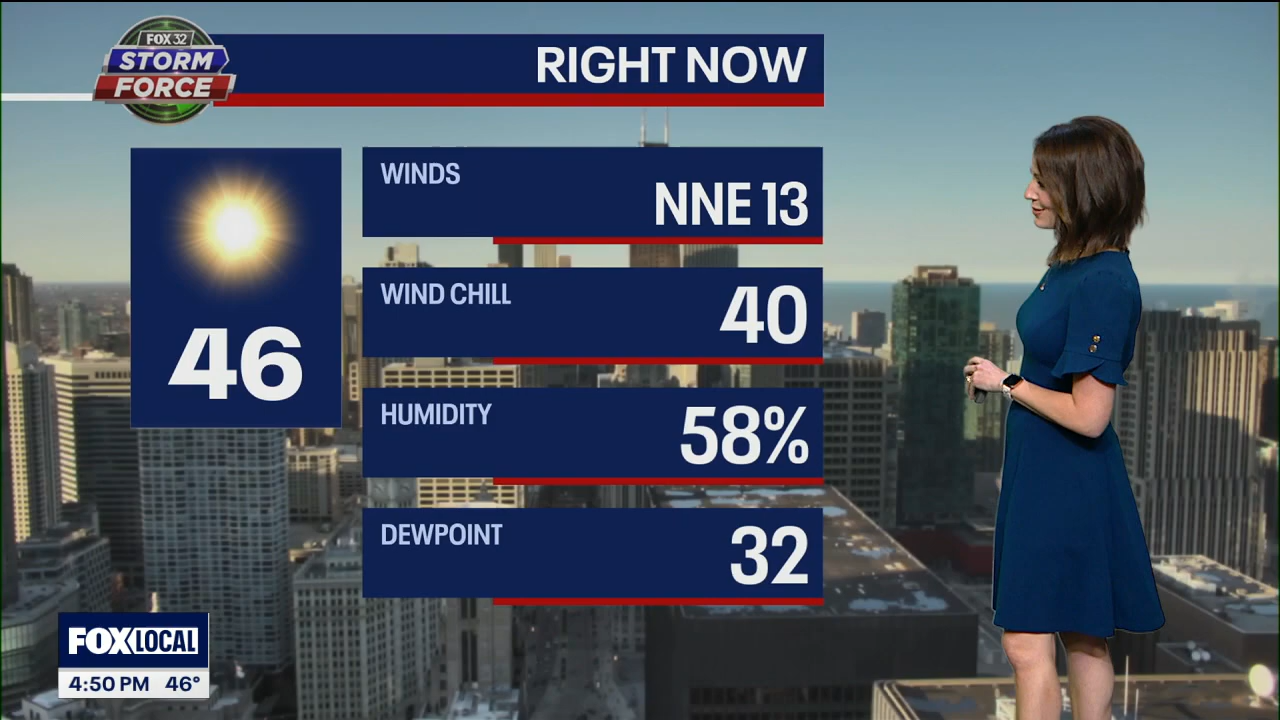 FOX 32
STORM
FORCE
RIGHT NOW
46
WINDS
NNE 13
WIND CHILL
40
HUMIDITY
58%
DEWPOINT
32
FOX LOCAL
4:50 PM 46°